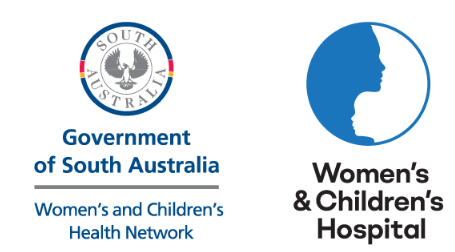 SOUTH
AUSTRALIA
Government
of South Australia
Women's and Children's
Health Network
Women's
& Children's
Hospital